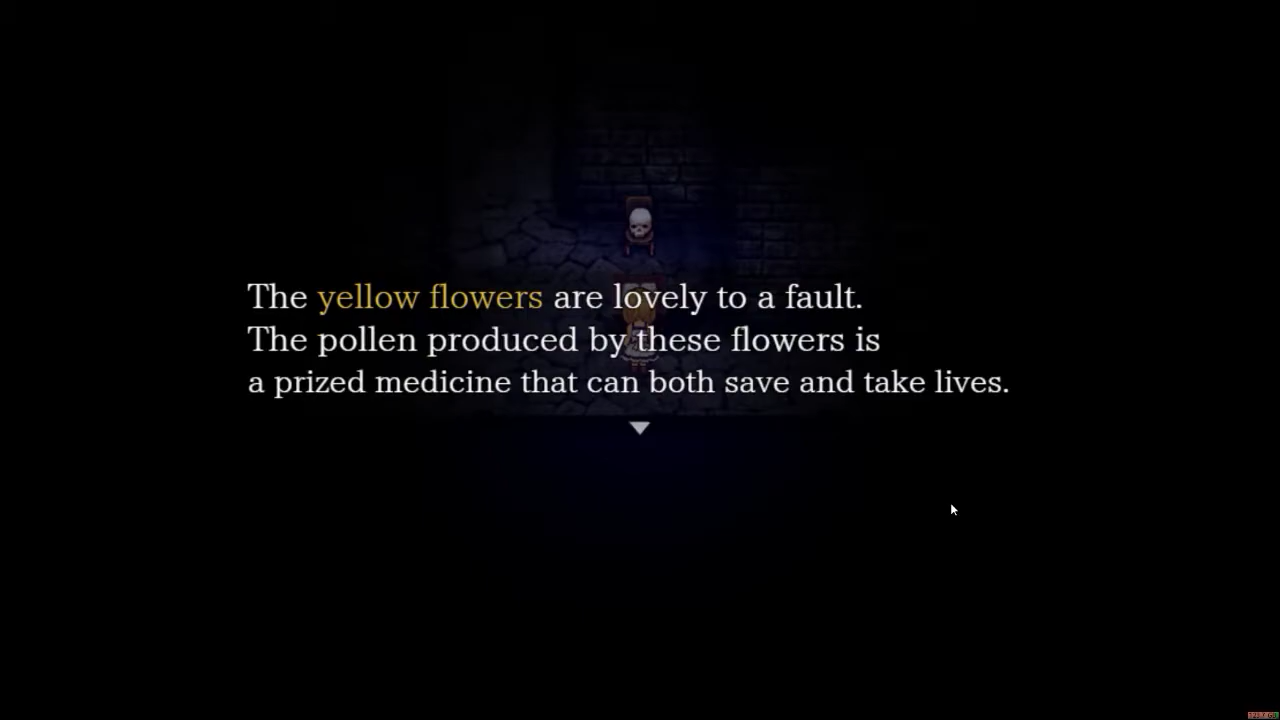 The yellow flowers are lovely to a fault.
The pollen produced by these flowers is
a prized medicine that can both save and take lives.